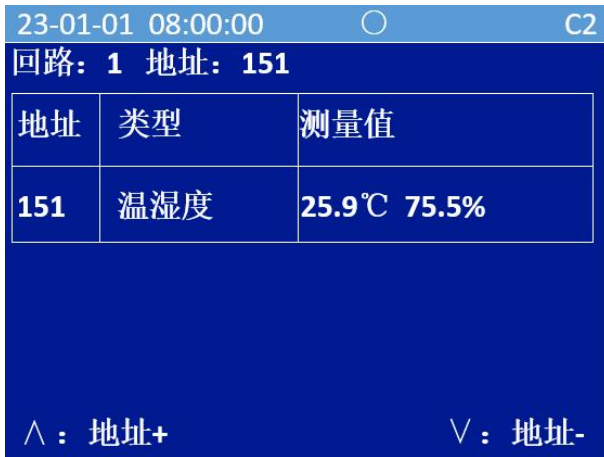 23-01-01 08:00:00 ○ C2
回路：1 地址：151
地址 类型 测量值
151 温湿度 25.9℃ 75.5%
∧：地址+ ∨：地址-